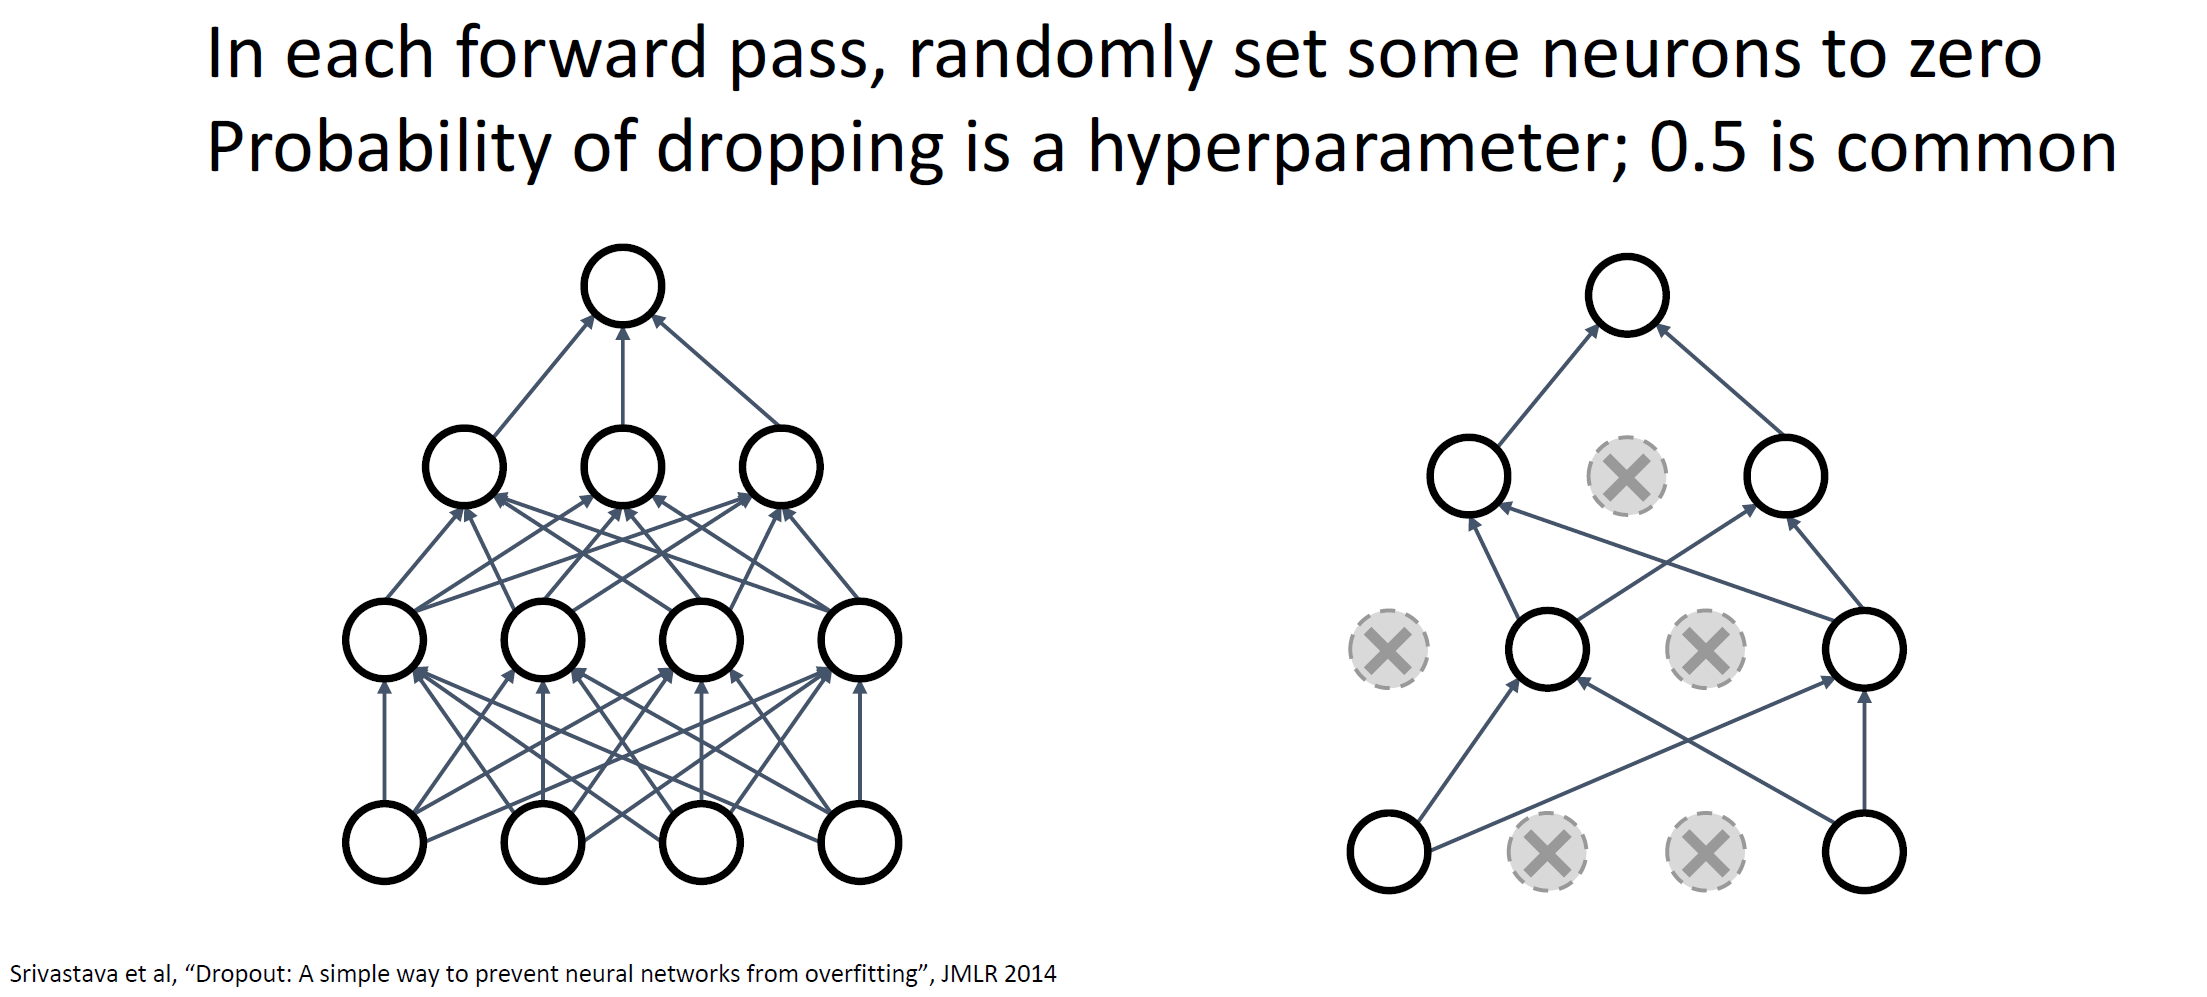 In each forward pass, randomly set some neurons to zero
Probability of dropping is a hyperparameter; 0.5 is common
Srivastava et al, “Dropout: A simple way to prevent neural networks from overfitting”, JMLR 2014